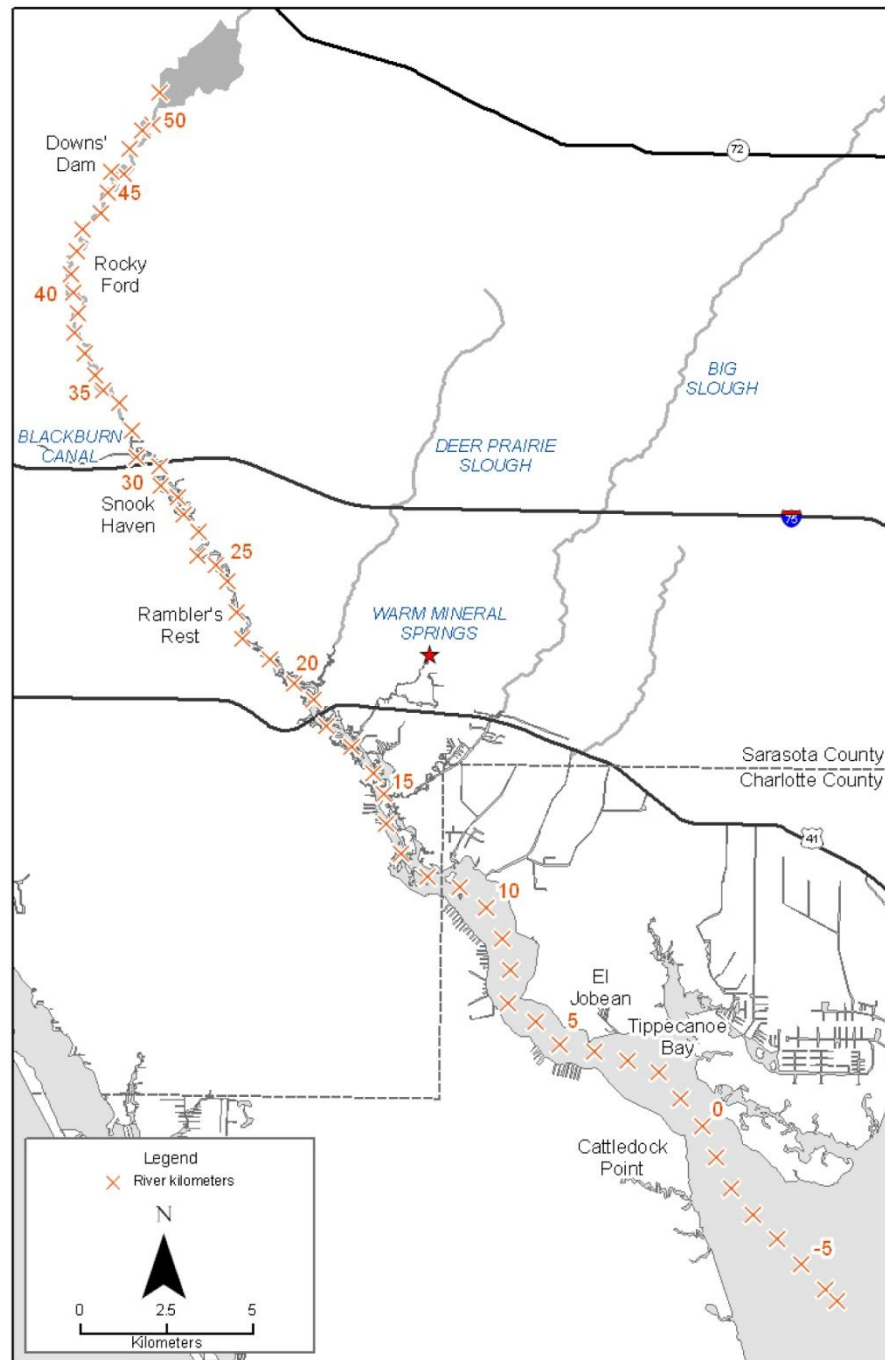 72
50
Downs'
Dam
45
Rocky
Ford
40
BIG
SLOUGH
35
BLACKBURN
CANAL
DEER PRAIRIE
SLOUGH
30
Snook
Haven
75
25
WARM MINERAL
SPRINGS
Rambler's
Rest
20
Sarasota County
Charlotte County
15
41
10
El
Jobean
5
Tippecanoe
Bay
0
Cattledock
Point
-5
Legend
River kilometers
N
0 2.5 5
Kilometers